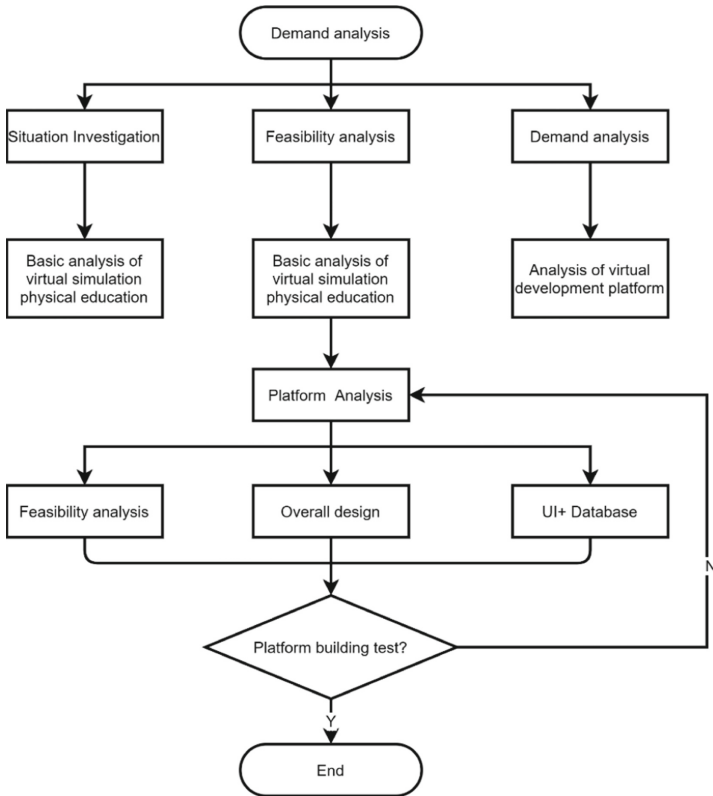 Demand analysis
Situation Investigation
Feasibility analysis
Demand analysis
Basic analysis of
virtual simulation
physical education
Basic analysis of
virtual simulation
physical education
Analysis of virtual
development platform
Platform Analysis
Feasibility analysis
Overall design
UI+ Database
N
Platform building test?
Y
End